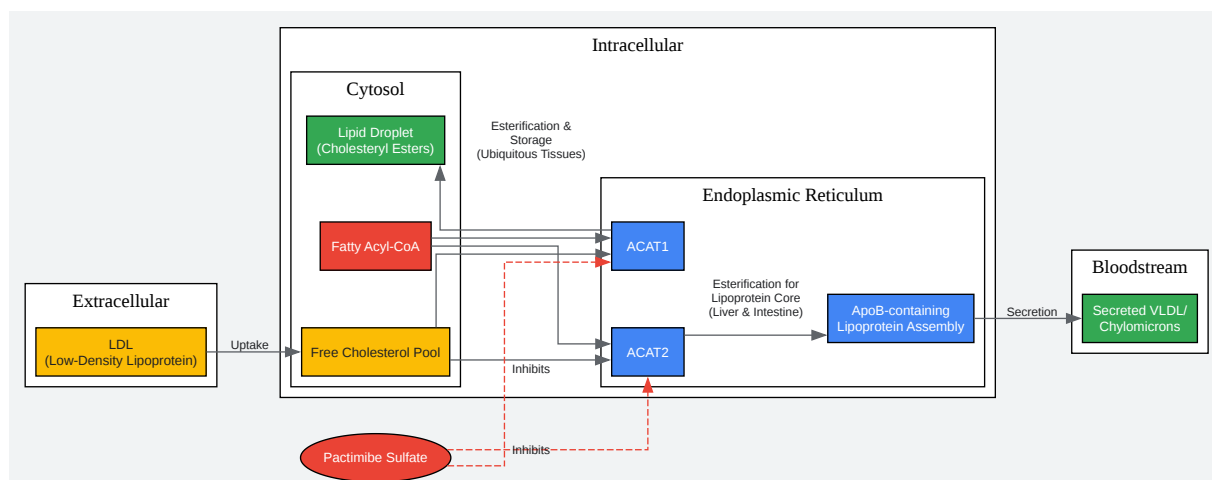 Intracellular
Cytosol
Lipid Droplet
(Cholesteryl Esters)
Esterification &
Storage
(Ubiquitous Tissues)
Endoplasmic Reticulum
Fatty Acyl-CoA
ACAT1
Extracellular
LDL
(Low-Density Lipoprotein)
Uptake
Free Cholesterol Pool
Inhibits
ACAT2
Esterification for
Lipoprotein Core
(Liver & Intestine)
ApoB-containing
Lipoprotein Assembly
Secretion
Bloodstream
Secreted VLDL/
Chylomicrons
Pactimibe Sulfate
Inhibits